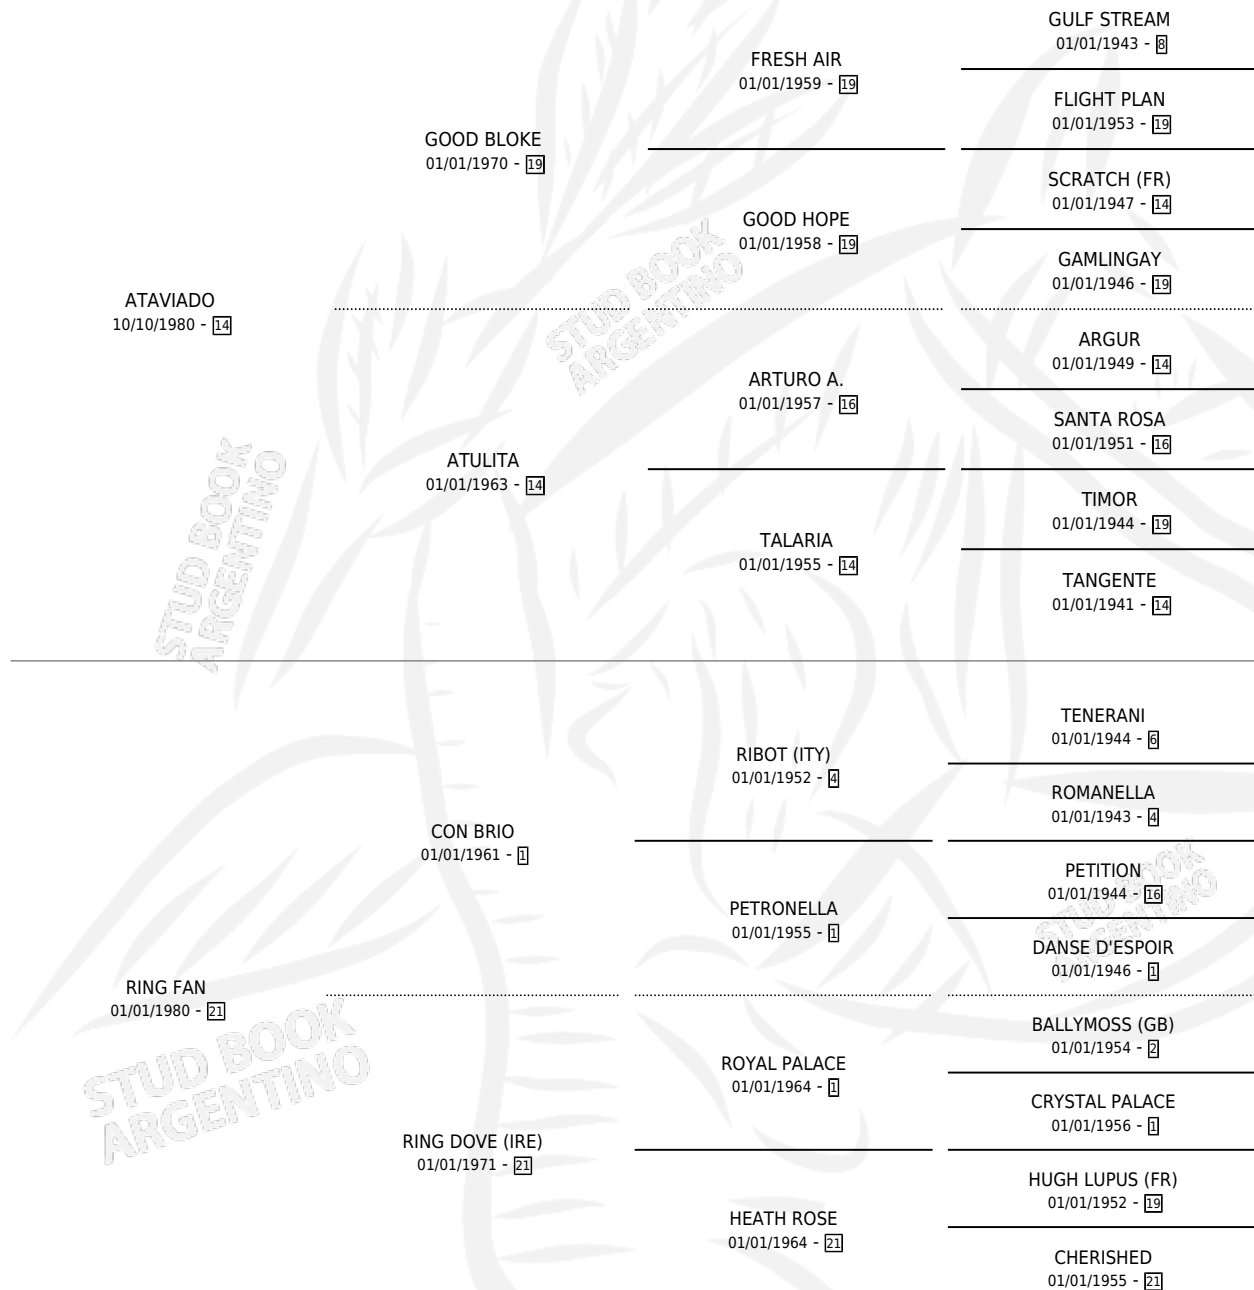 GULF STREAM
01/01/1943 - 8
FRESH AIR
01/01/1959 - 19
FLIGHT PLAN
01/01/1953 - 19
GOOD BLOKE
01/01/1970 - 19
SCRATCH (FR)
01/01/1947 - 14
GOOD HOPE
01/01/1958 - 19
GAMLINGAY
01/01/1946 - 19
ATAVIADO
10/10/1980 - 14
ARGUR
01/01/1949 - 14
ARTURO A.
01/01/1957 - 16
SANTA ROSA
01/01/1951 - 16
ATULITA
01/01/1963 - 14
TIMOR
01/01/1944 - 19
TALARIA
01/01/1955 - 14
TANGENTE
01/01/1941 - 14
TENERANI
01/01/1944 - 6
RIBOT (ITY)
01/01/1952 - 4
ROMANELLA
01/01/1943 - 4
CON BRIO
01/01/1961 - 1
PETITION
01/01/1944 - 16
PETRONELLA
01/01/1955 - 1
DANSE D'ESPOIR
01/01/1946 - 1
RING FAN
01/01/1980 - 21
BALLYMOSS (GB)
01/01/1954 - 2
ROYAL PALACE
01/01/1964 - 1
CRYSTAL PALACE
01/01/1956 - 1
RING DOVE (IRE)
01/01/1971 - 21
HUGH LUPUS (FR)
01/01/1952 - 19
HEATH ROSE
01/01/1964 - 21
CHERISHED
01/01/1955 - 21
STUD BOOK
ARGENTINO
STUD BOOK
ARGENTINO
STUD BOOK
ARGENTINO
STUD BOOK
ARGENTINO